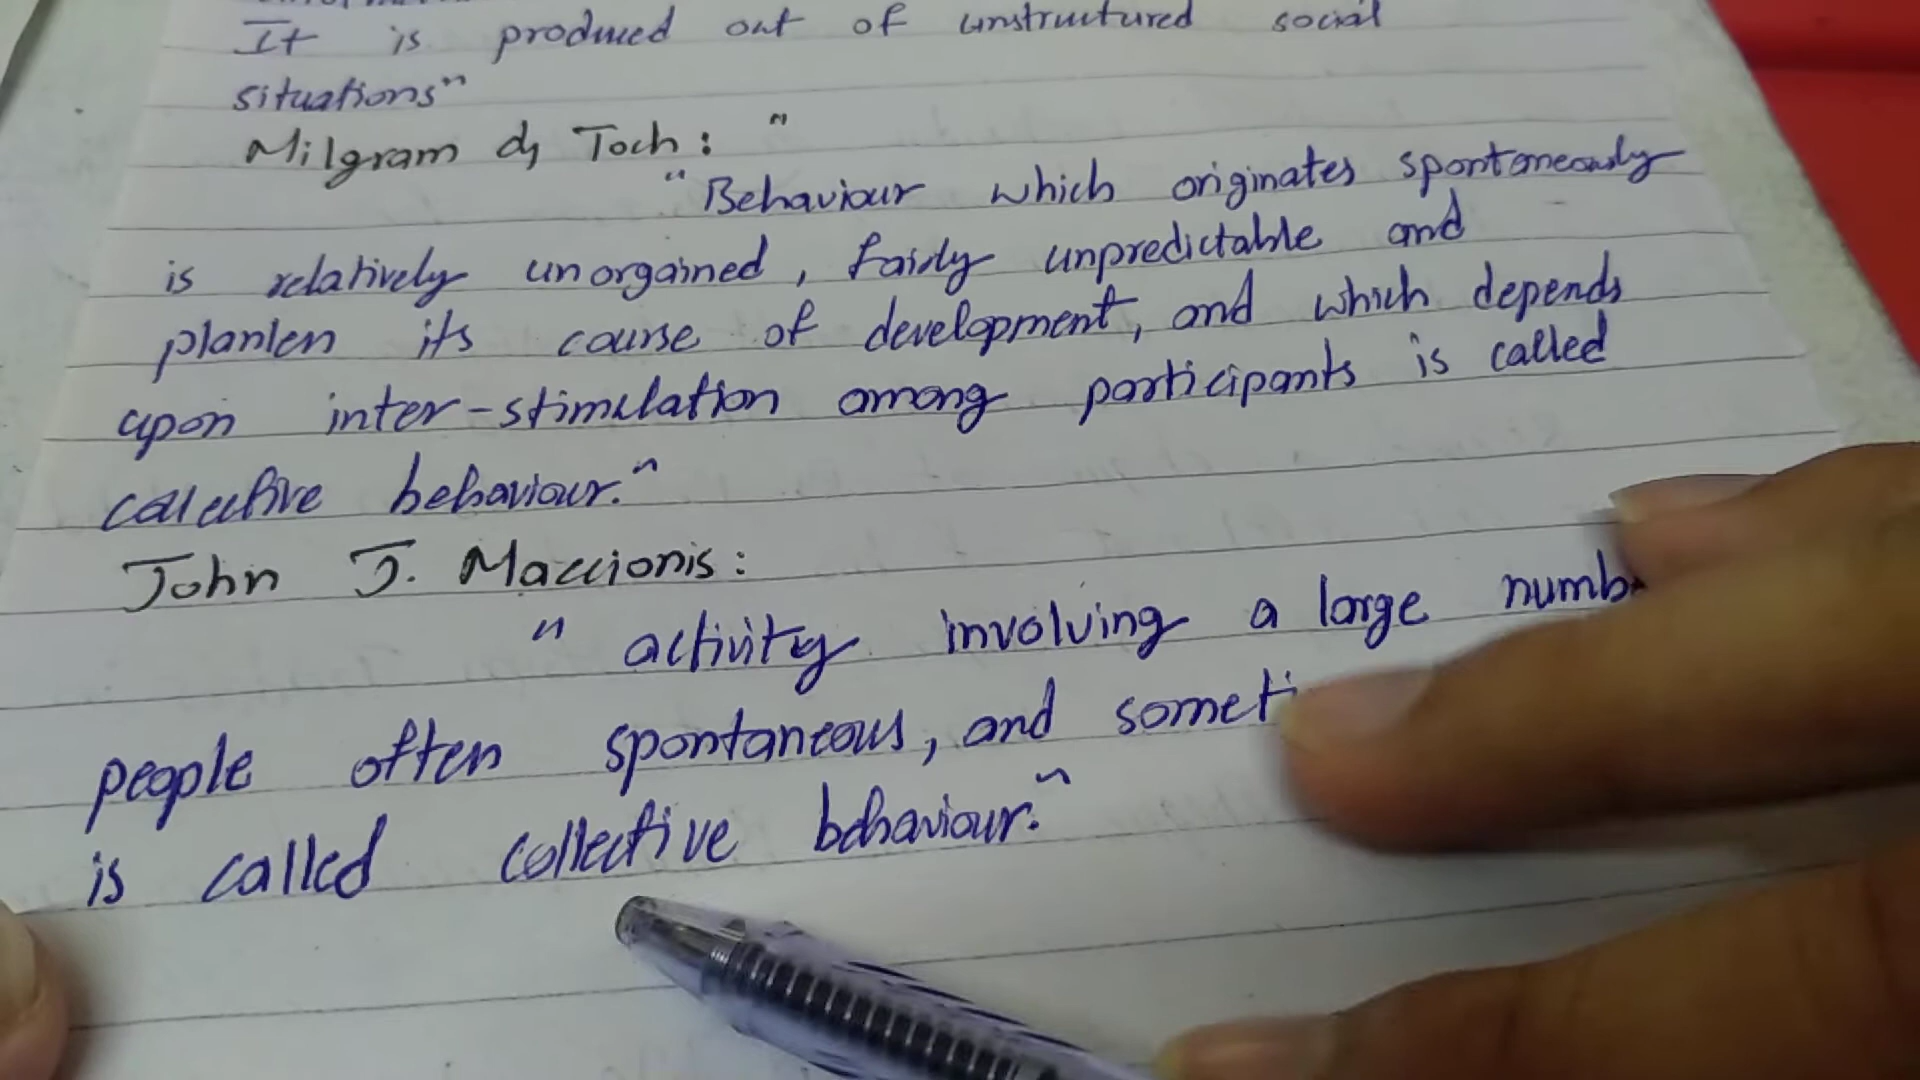 It is produced out of unstructured social
situations"
Milgram & Toch: "
"Behaviour which originates spontaneously
is relatively unorgained, fairly unpredictable and
planlen its course of development, and which depends
upon inter-stimulation among participants is called
collective behaviour."
John J. Maccionis:
" activity involving a large numb
people often spontaneous, and someti
is called collective behaviour."